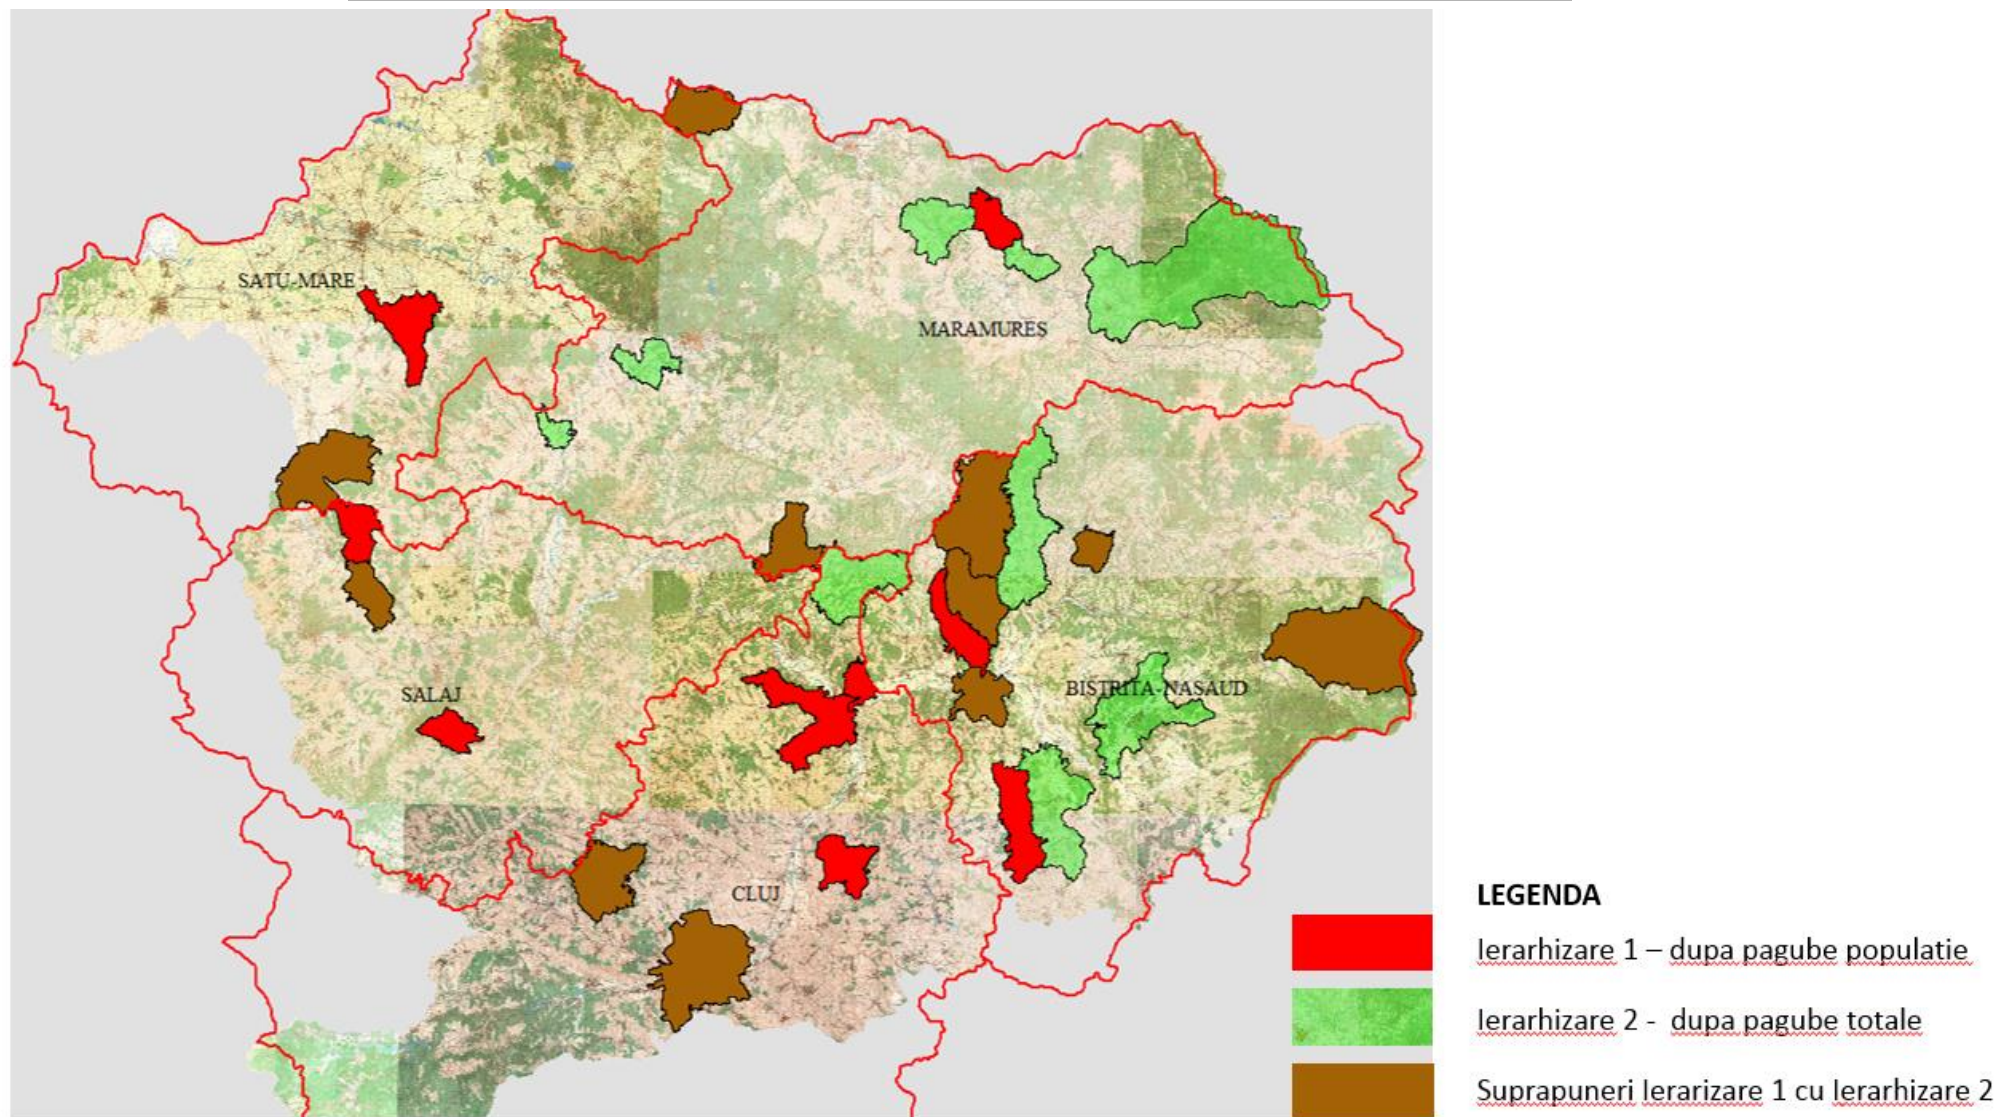 SATU-MARE
MARAMURES
SALAJ
BISTRITA-NASAUD
CLUJ
LEGENDA
Ierarhizare 1 – dupa pagube populatie
Ierarhizare 2 - dupa pagube totale
Suprapuneri Ierarizare 1 cu Ierarhizare 2